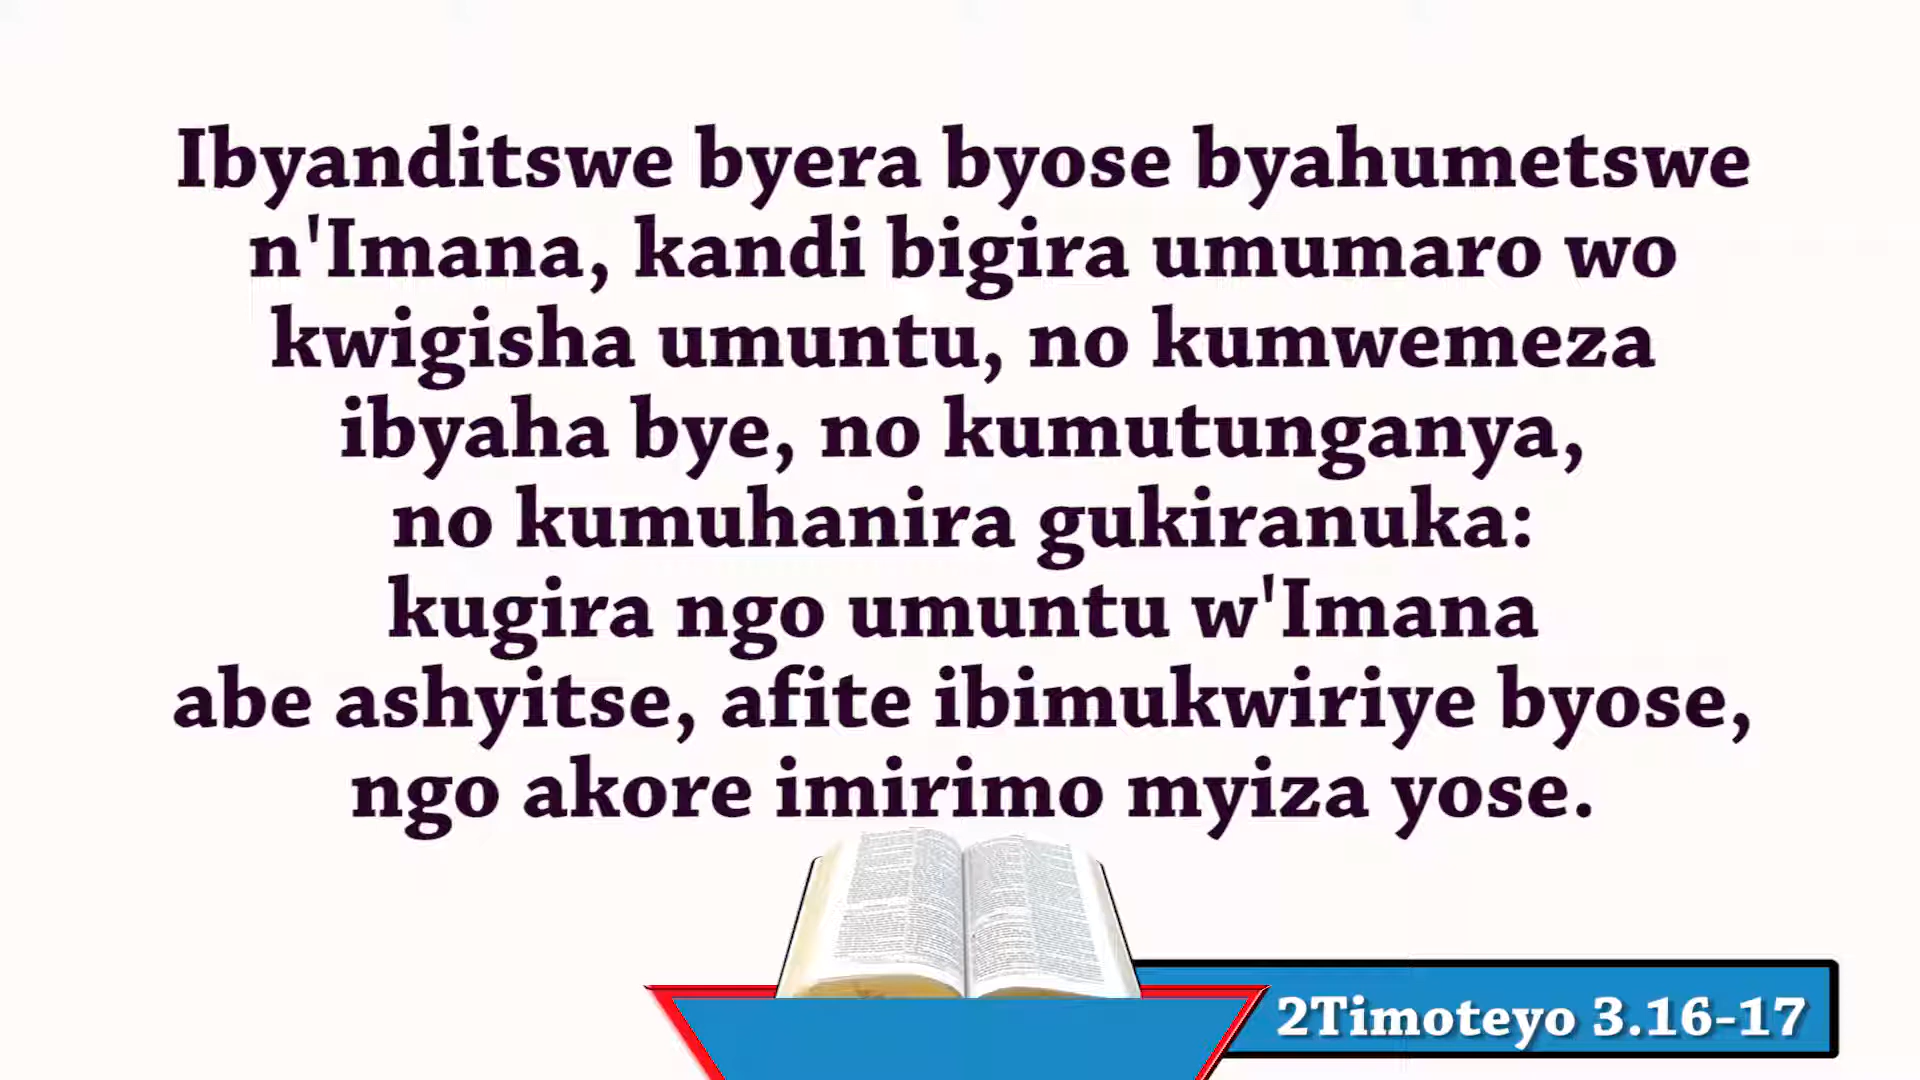 Ibyanditswe byera byose byahumetswe
n'Imana, kandi bigira umumaro wo
kwigisha umuntu, no kumwemeza
ibyaha bye, no kumutunganya,
no kumuhanira gukiranuka:
kugira ngo umuntu w'Imana
abe ashyitse, afite ibimukwiriye byose,
ngo akore imirimo myiza yose.
2Timoteyo 3.16-17